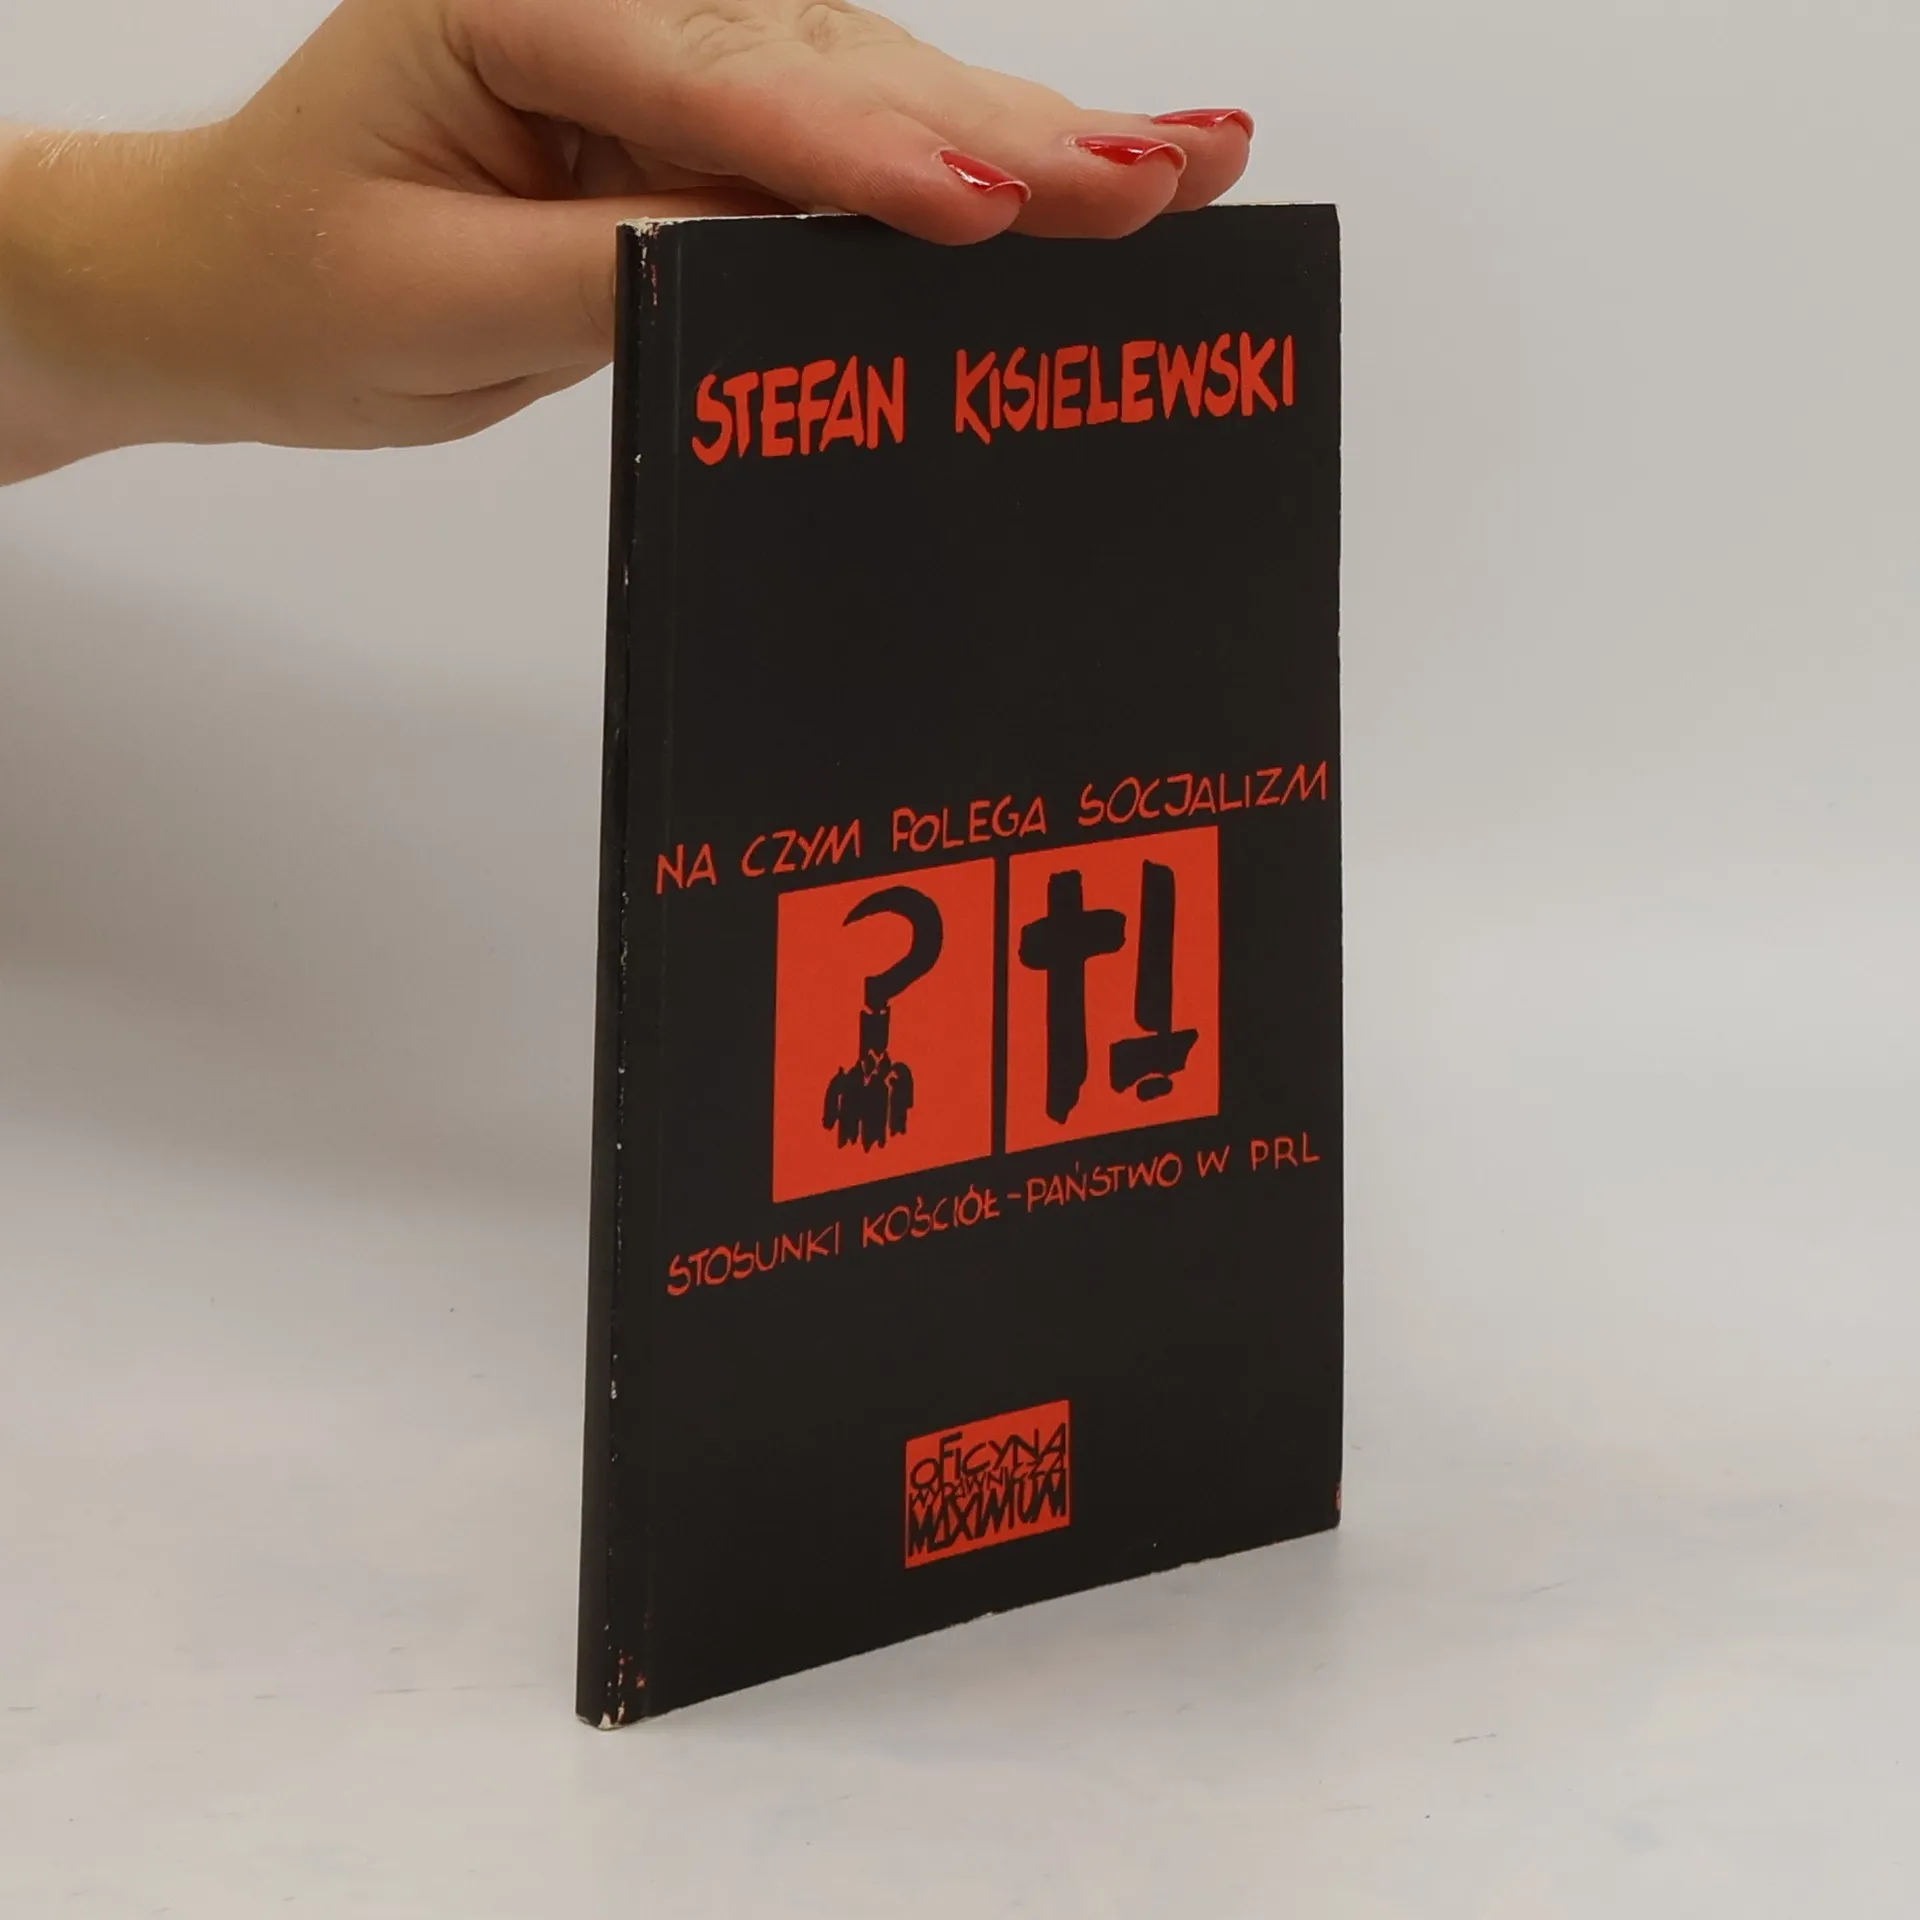 STEFAN KISIELEWSKI
NA CZYM POLEGA SOCJALIZM
?
!
STOSUNKI KOŚCIÓŁ-PAŃSTWO W PRL
OFICYNA
WYDAWNICZA
MAXIMUM